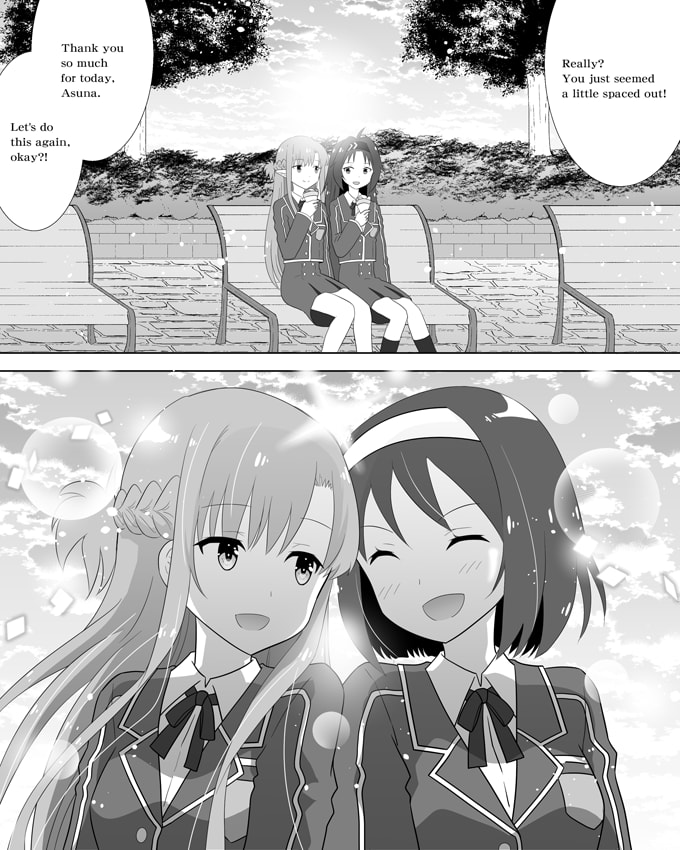 Really?
You just seemed
a little spaced out!
Thank you
so much
for today,
Asuna.
Let's do
this again,
okay?!